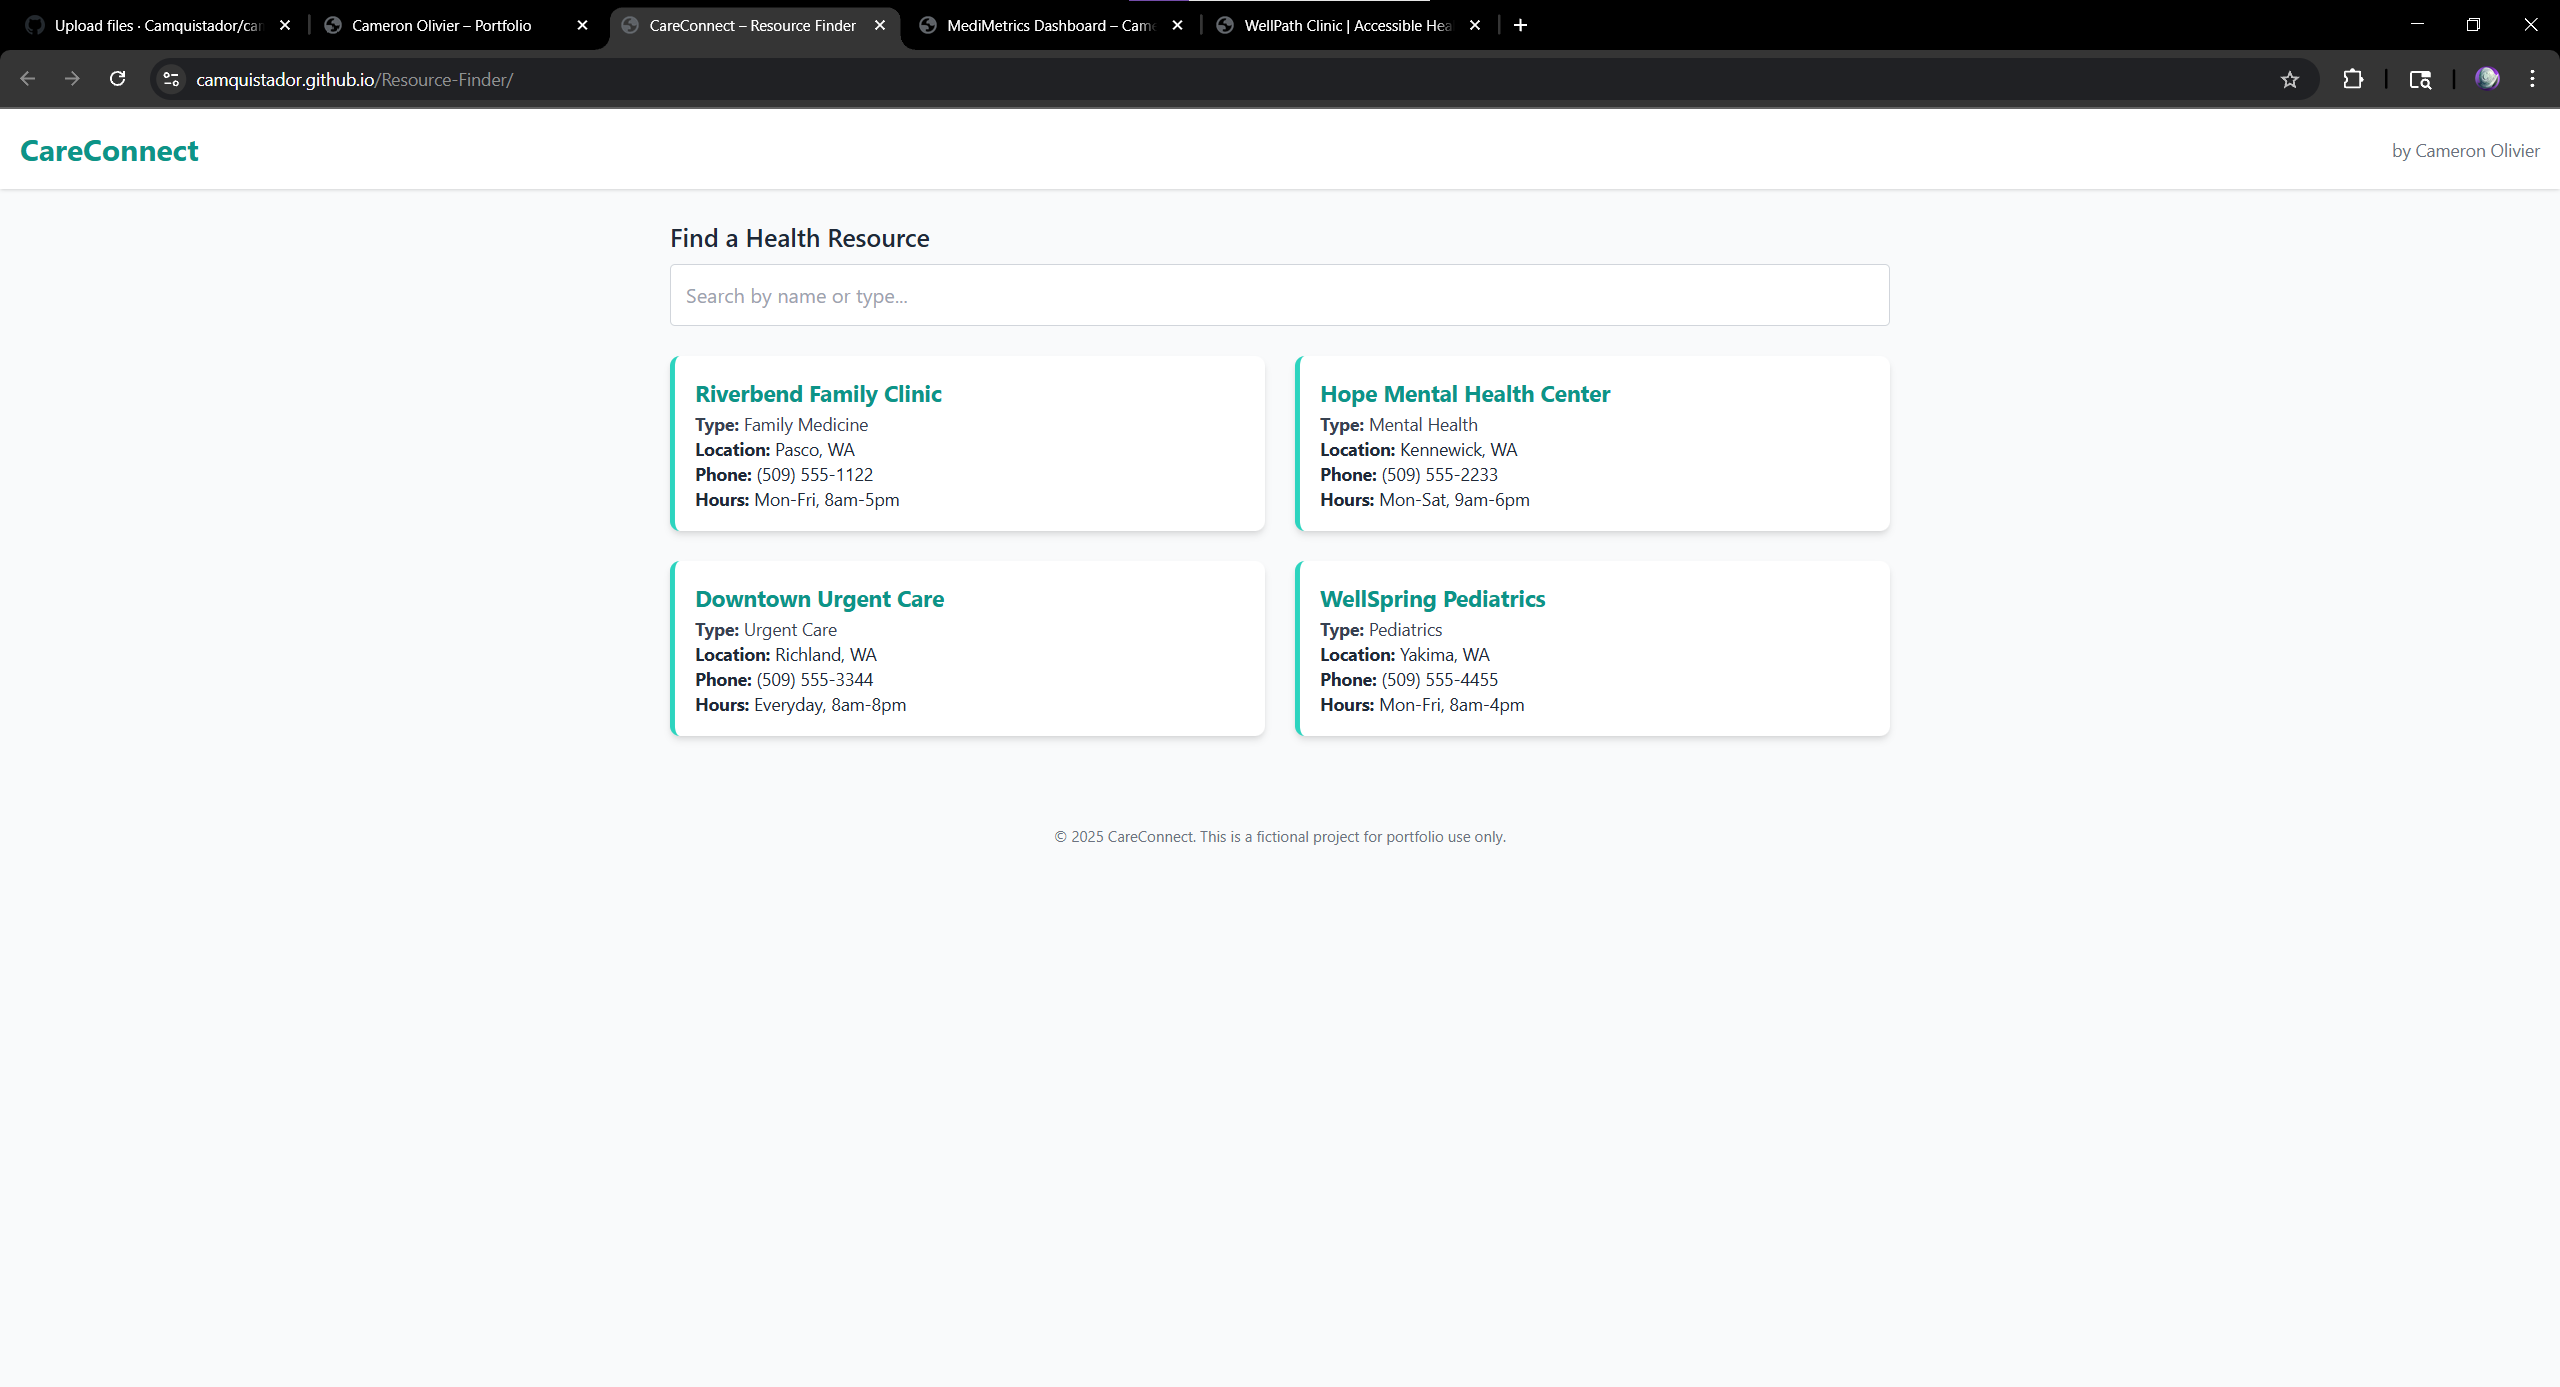 Upload files · Camquistador/can
Cameron Olivier – Portfolio
CareConnect – Resource Finder
MediMetrics Dashboard – Came
WellPath Clinic | Accessible Hea
camquistador.github.io/Resource-Finder/
CareConnect
by Cameron Olivier
Find a Health Resource
Search by name or type...
Riverbend Family Clinic
Type: Family Medicine
Location: Pasco, WA
Phone: (509) 555-1122
Hours: Mon-Fri, 8am-5pm
Hope Mental Health Center
Type: Mental Health
Location: Kennewick, WA
Phone: (509) 555-2233
Hours: Mon-Sat, 9am-6pm
Downtown Urgent Care
Type: Urgent Care
Location: Richland, WA
Phone: (509) 555-3344
Hours: Everyday, 8am-8pm
WellSpring Pediatrics
Type: Pediatrics
Location: Yakima, WA
Phone: (509) 555-4455
Hours: Mon-Fri, 8am-4pm
© 2025 CareConnect. This is a fictional project for portfolio use only.